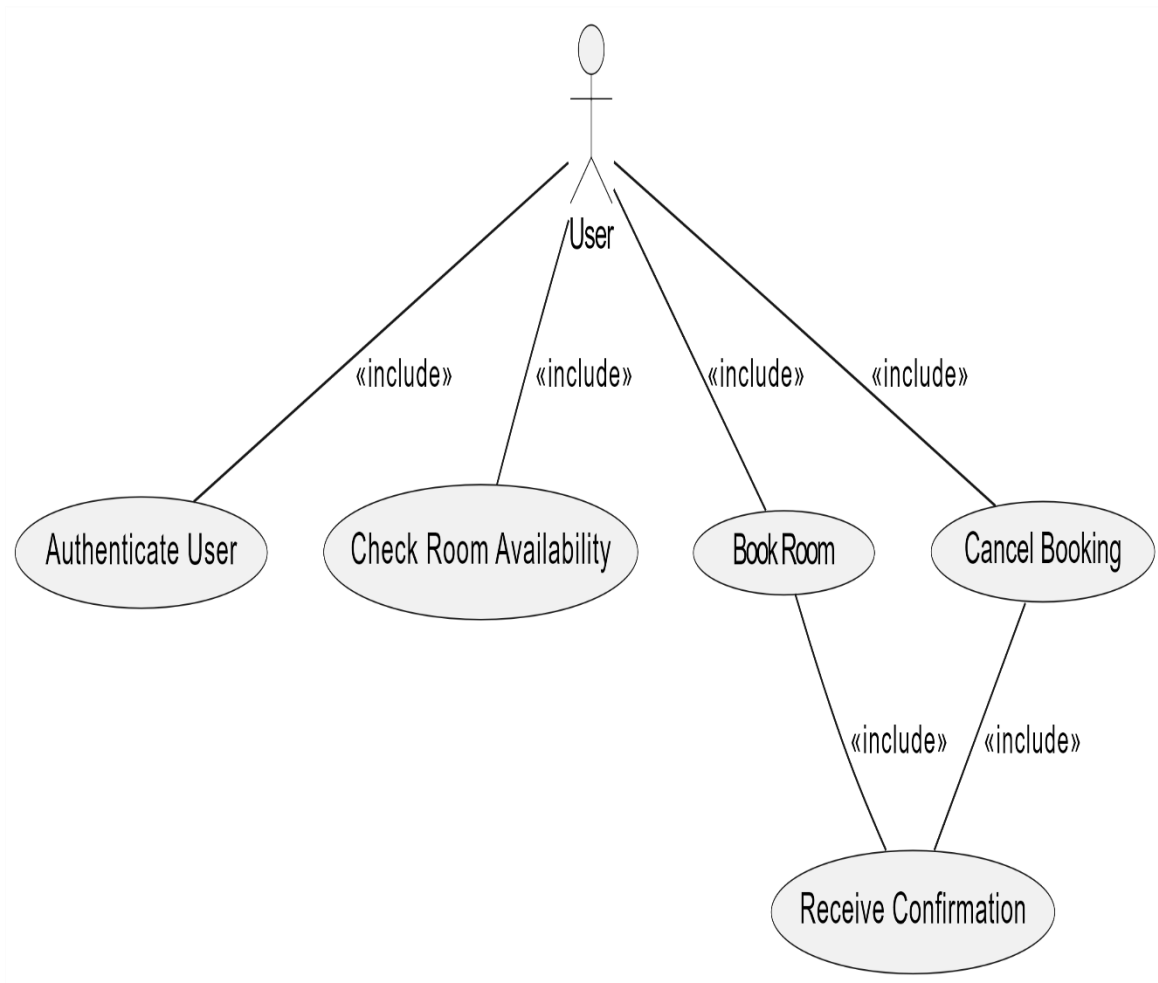 User
«include»
«include»
«include»
«include»
Authenticate User
Check Room Availability
Book Room
Cancel Booking
«include»
«include»
Receive Confirmation